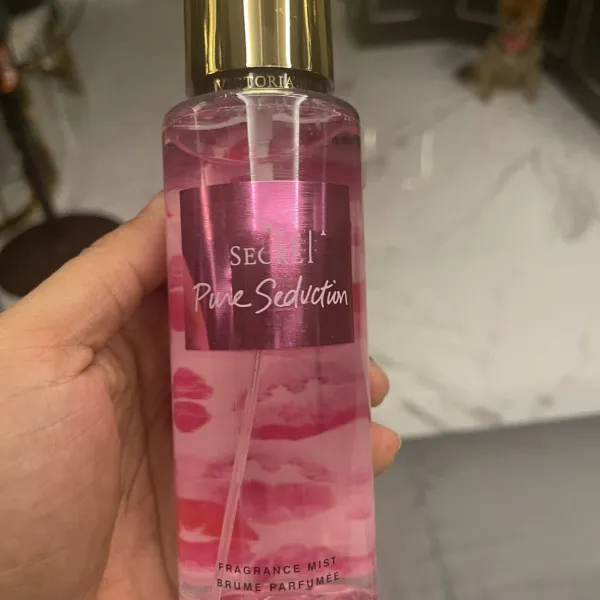 VICTORIA
SECRET
Pure Seduction
FRAGRANCE MIST
BRUME PARFUMÉE